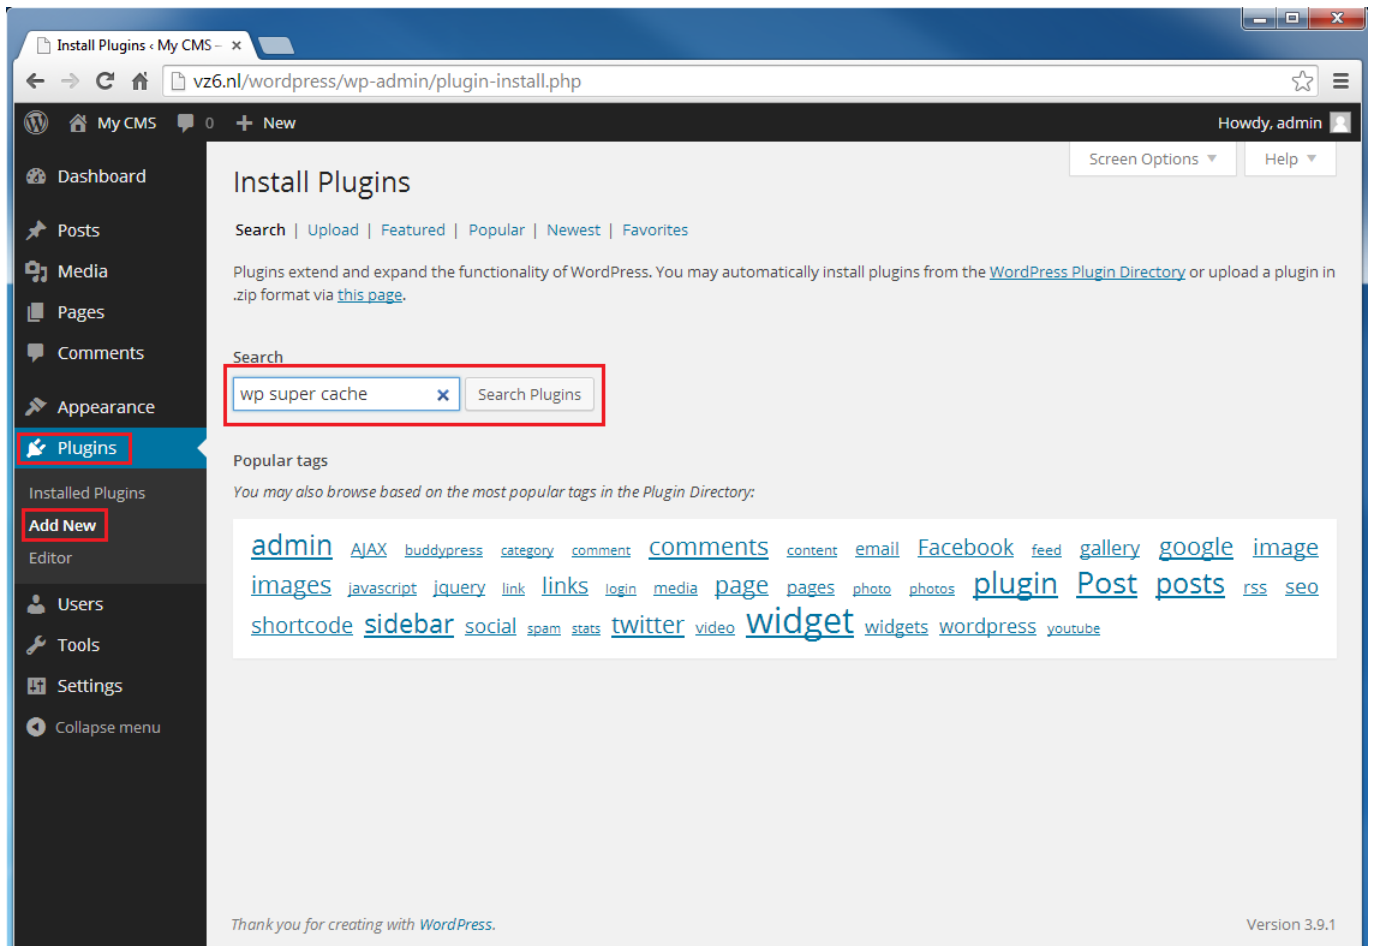 Install Plugins ‹ My CMS –
vz6.nl/wordpress/wp-admin/plugin-install.php
My CMS 0 + New Howdy, admin
Screen Options Help
Dashboard
Posts
Media
Pages
Comments
Appearance
Plugins
Installed Plugins
Add New
Editor
Users
Tools
Settings
Collapse menu
Install Plugins
Search | Upload | Featured | Popular | Newest | Favorites
Plugins extend and expand the functionality of WordPress. You may automatically install plugins from the WordPress Plugin Directory or upload a plugin in
.zip format via this page.
Search
wp super cache Search Plugins
Popular tags
You may also browse based on the most popular tags in the Plugin Directory:
admin AJAX buddypress category comment comments content email Facebook feed gallery google image
images javascript jquery link links login media page pages photo photos plugin Post posts rss seo
shortcode sidebar social spam stats twitter video widget widgets wordpress youtube
Thank you for creating with WordPress. Version 3.9.1